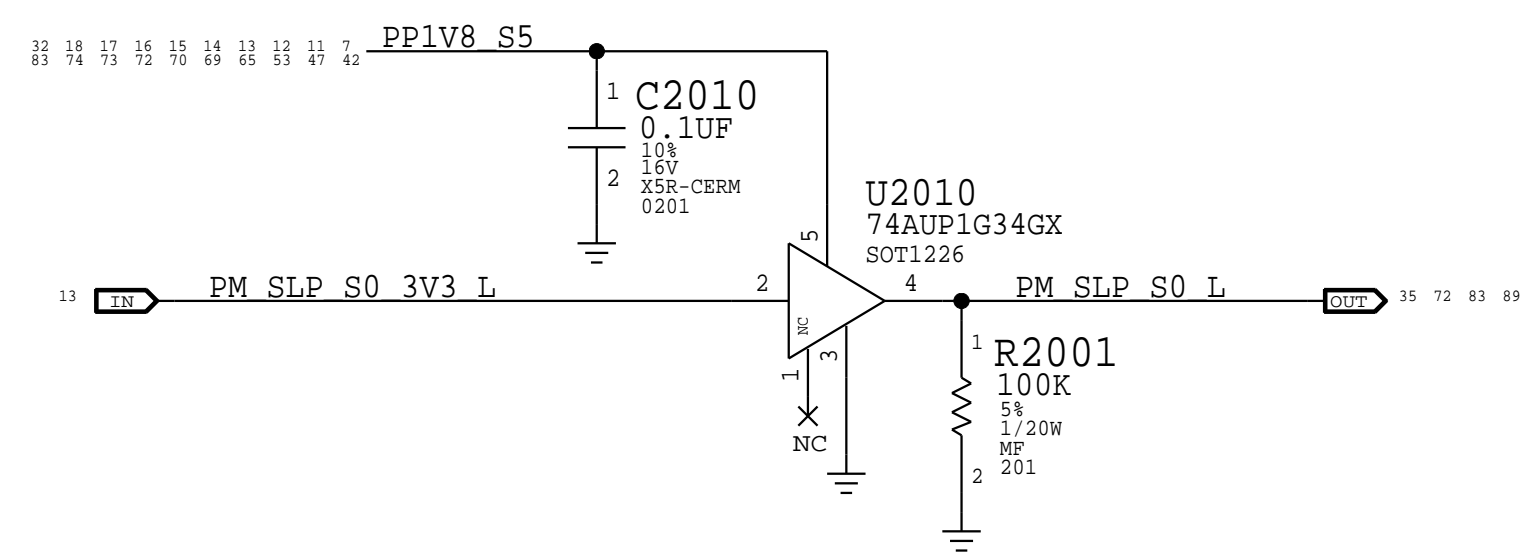 PP1V8_S5
32 18 17 16 15 14 13 12 11 7
83 74 73 72 70 69 65 53 47 42
1
C2010
0.1UF
10%
16V
X5R-CERM
0201
2
U2010
74AUP1G34GX
SOT1226
5
13
IN
PM_SLP_S0_3V3_L
2
4
PM_SLP_S0_L
OUT
35 72 83 89
NC
1
3
NC
1
R2001
100K
5%
1/20W
MF
201
2